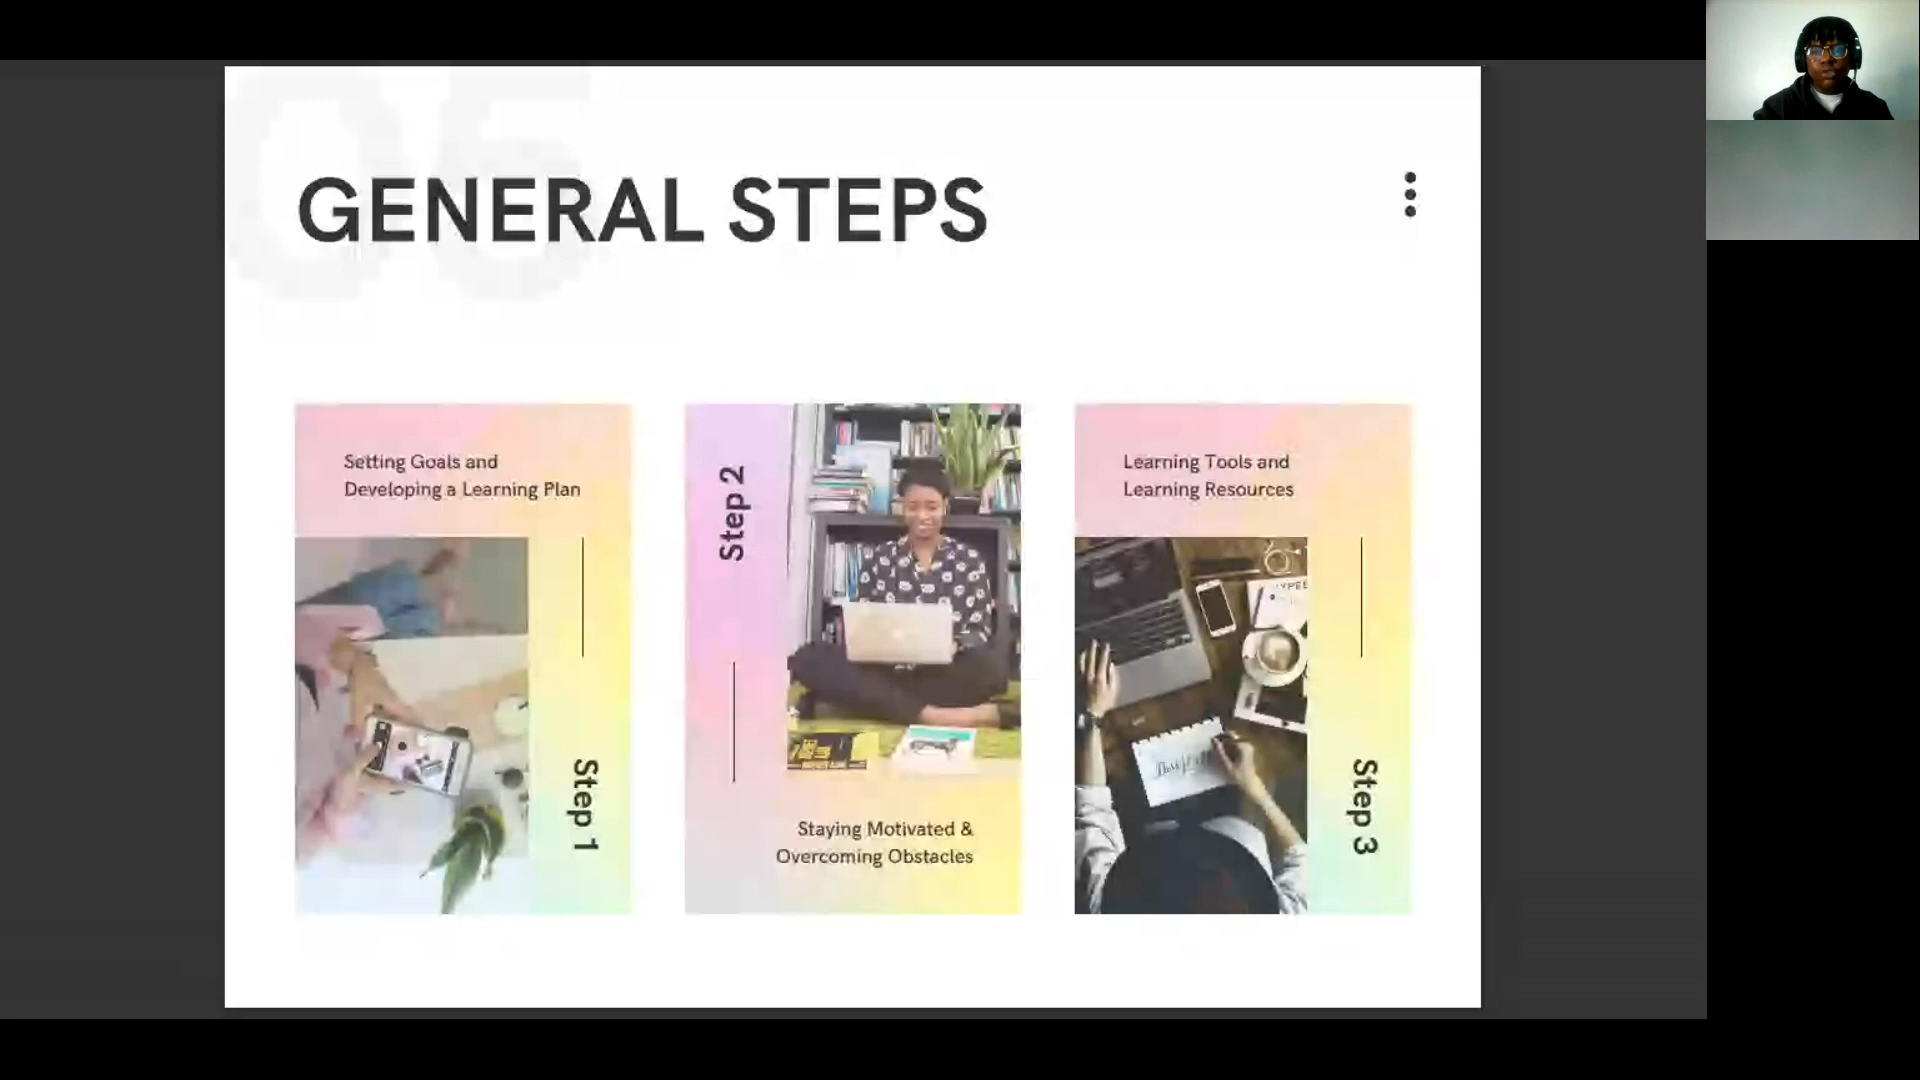 05
GENERAL STEPS
Setting Goals and
Developing a Learning Plan
Step 1
Step 2
Staying Motivated &
Overcoming Obstacles
Learning Tools and
Learning Resources
Step 3